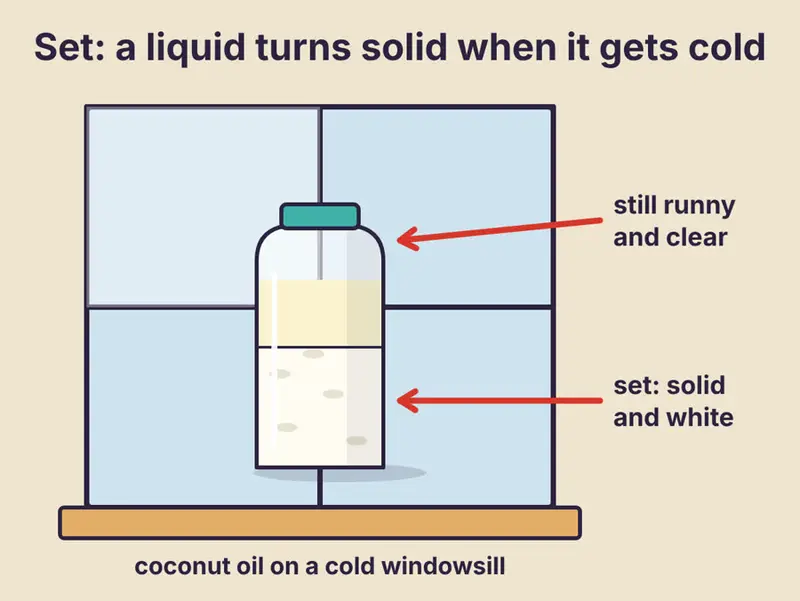 Set: a liquid turns solid when it gets cold
still runny
and clear
set: solid
and white
coconut oil on a cold windowsill